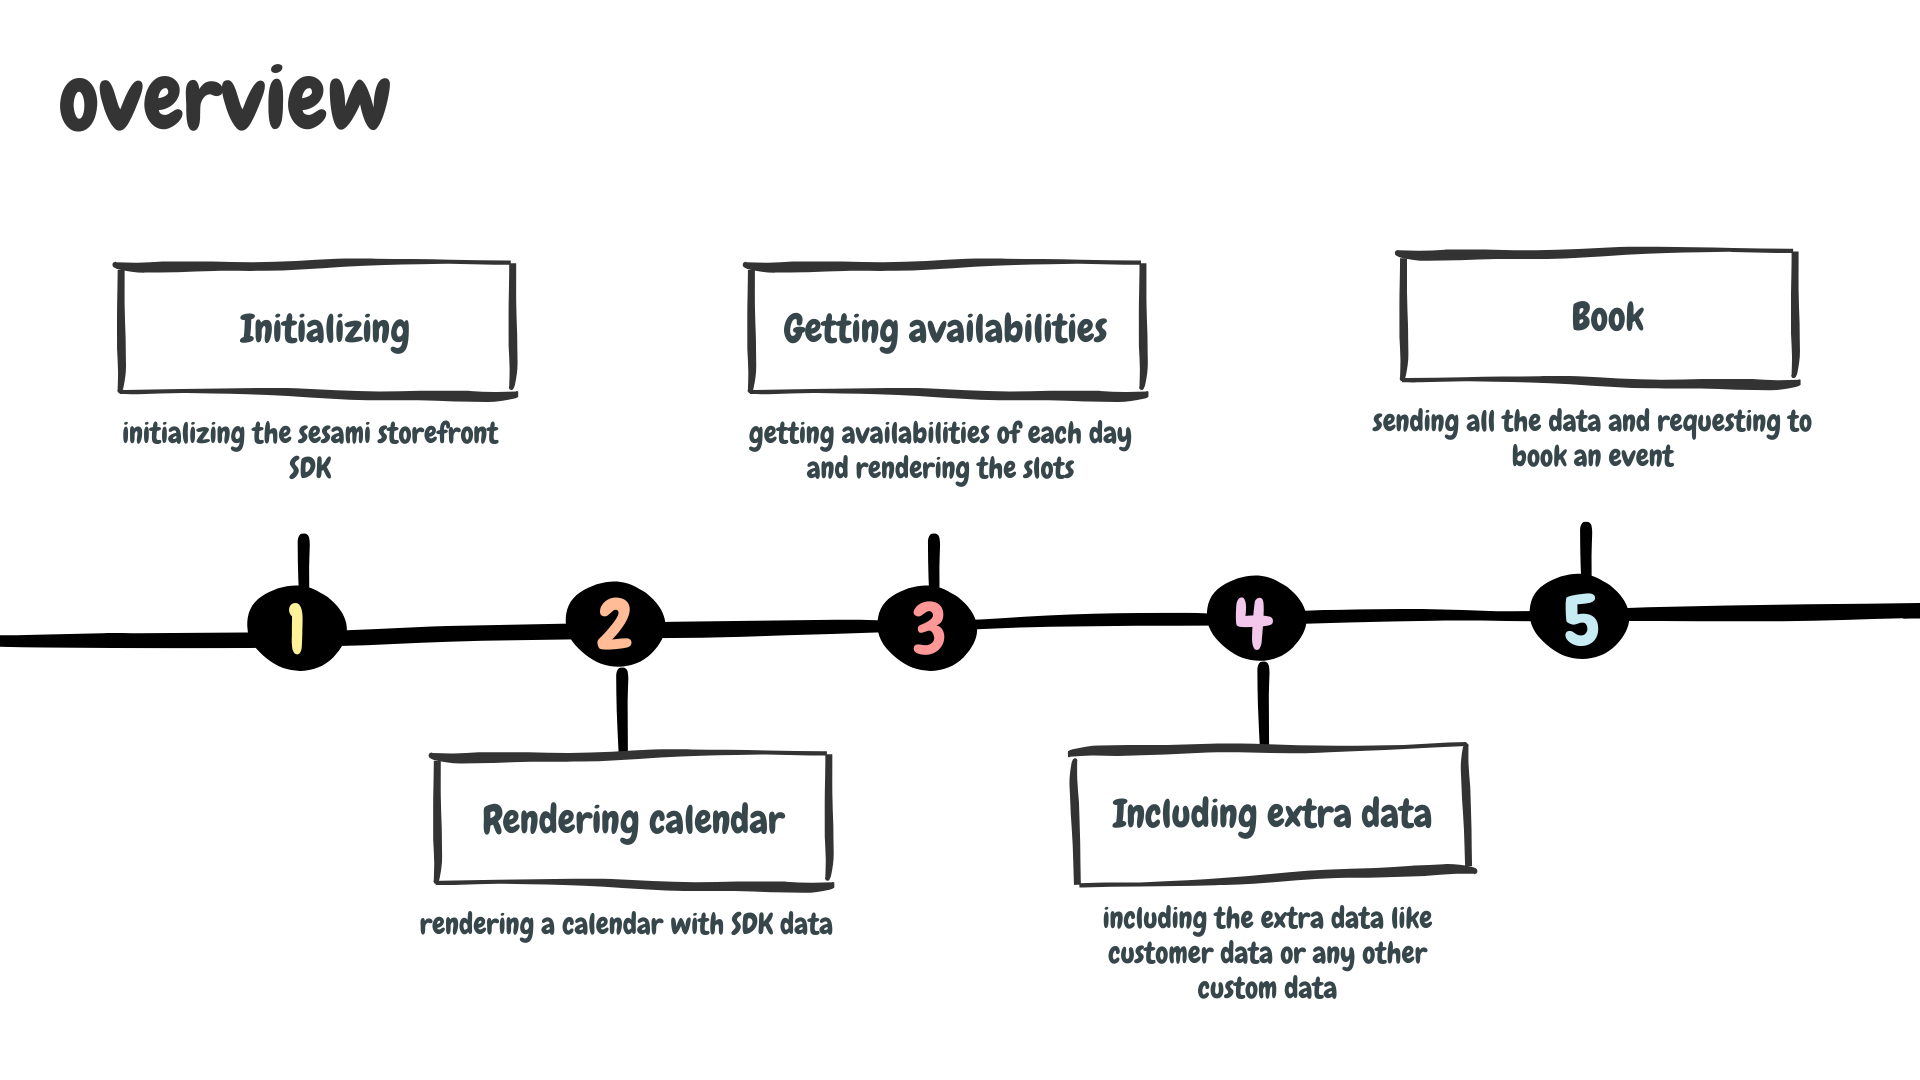 overview
Initializing
initializing the sesami storefront
SDK
Getting availabilities
getting availabilities of each day
and rendering the slots
Book
sending all the data and requesting to
book an event
1
2
3
4
5
Rendering calendar
rendering a calendar with SDK data
Including extra data
including the extra data like
customer data or any other
custom data